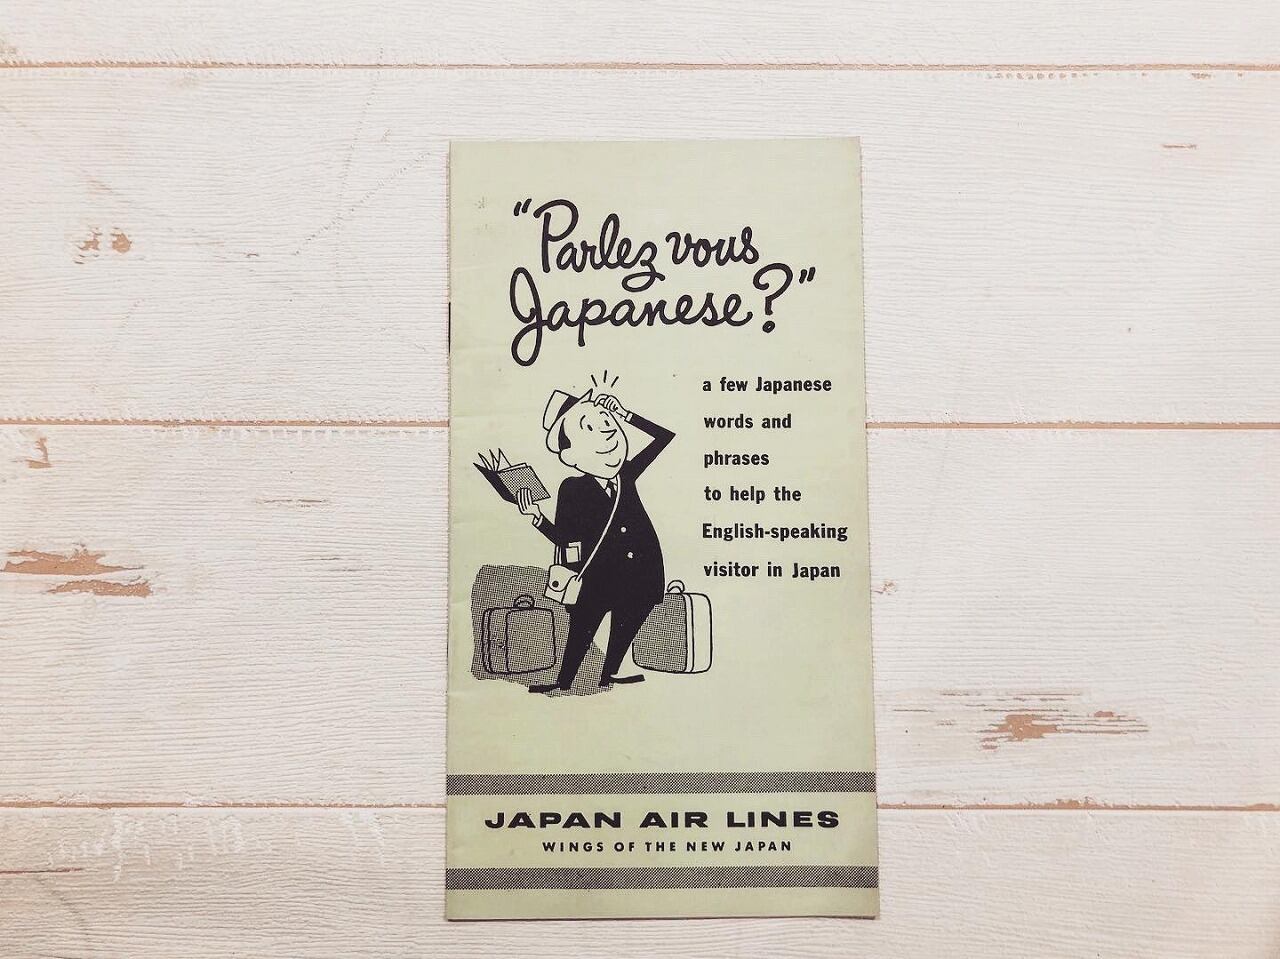 "Parlez vous
Japanese?"
a few Japanese
words and
phrases
to help the
English-speaking
visitor in Japan
JAPAN AIR LINES
WINGS OF THE NEW JAPAN